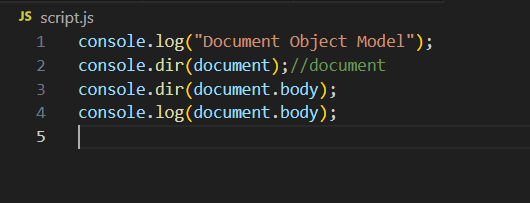 JS script.js
1 console.log("Document Object Model");
2 console.dir(document);//document
3 console.dir(document.body);
4 console.log(document.body);
5